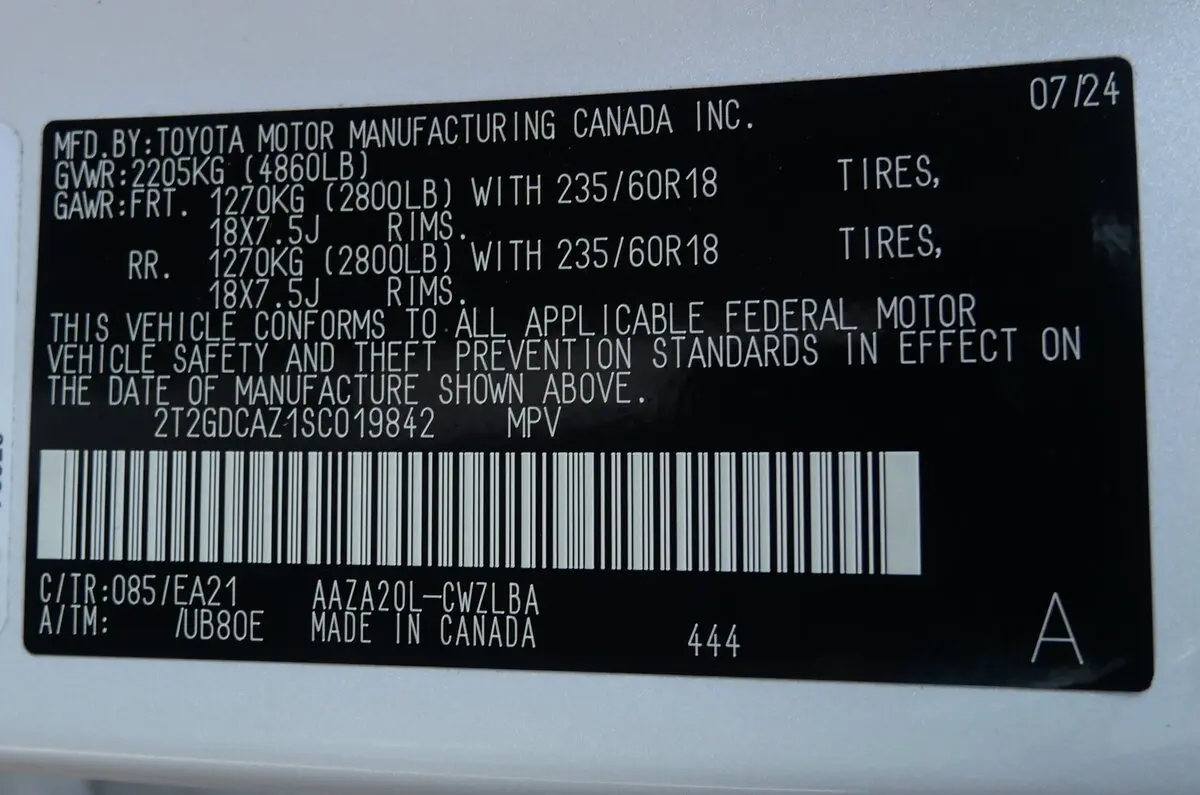 07/24
MFD.BY:TOYOTA MOTOR MANUFACTURING CANADA INC.
GVWR:2205KG (4860LB)
GAWR:FRT. 1270KG (2800LB) WITH 235/60R18 TIRES,
18X7.5J RIMS.
RR. 1270KG (2800LB) WITH 235/60R18 TIRES,
18X7.5J RIMS.
THIS VEHICLE CONFORMS TO ALL APPLICABLE FEDERAL MOTOR
VEHICLE SAFETY AND THEFT PREVENTION STANDARDS IN EFFECT ON
THE DATE OF MANUFACTURE SHOWN ABOVE.
2T2GDCAZ1SC019842 MPV
C/TR:085/EA21 AAZA20L-CWZLBA
A/TM: /UB80E MADE IN CANADA 444 A